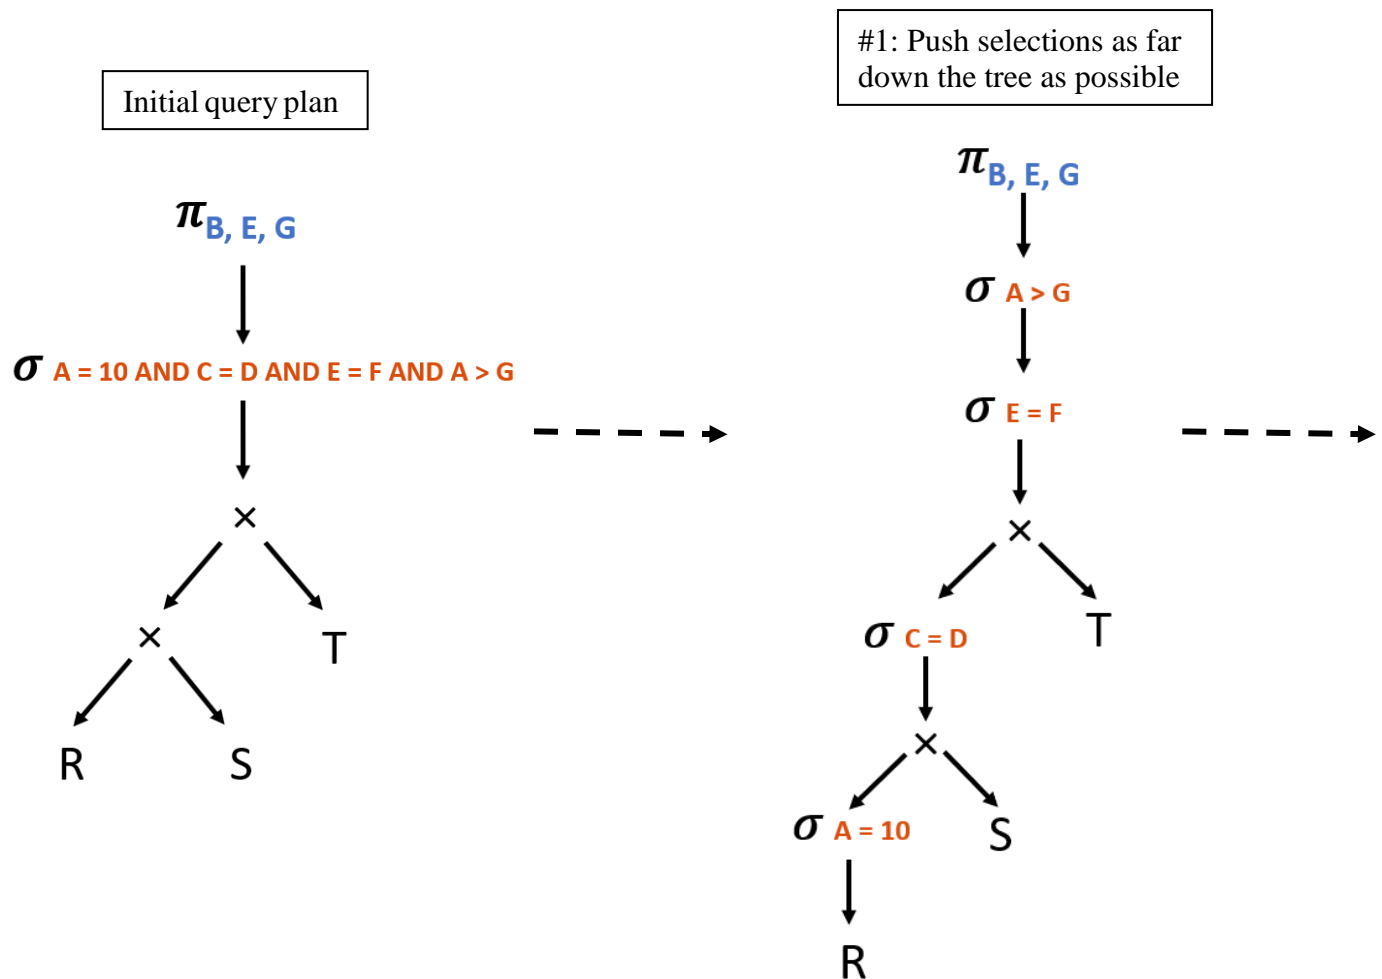 Initial query plan
π B, E, G
σ A = 10 AND C = D AND E = F AND A > G
×
×
T
R
S
#1: Push selections as far
down the tree as possible
π B, E, G
σ A > G
σ E = F
×
σ C = D
T
×
σ A = 10
S
R